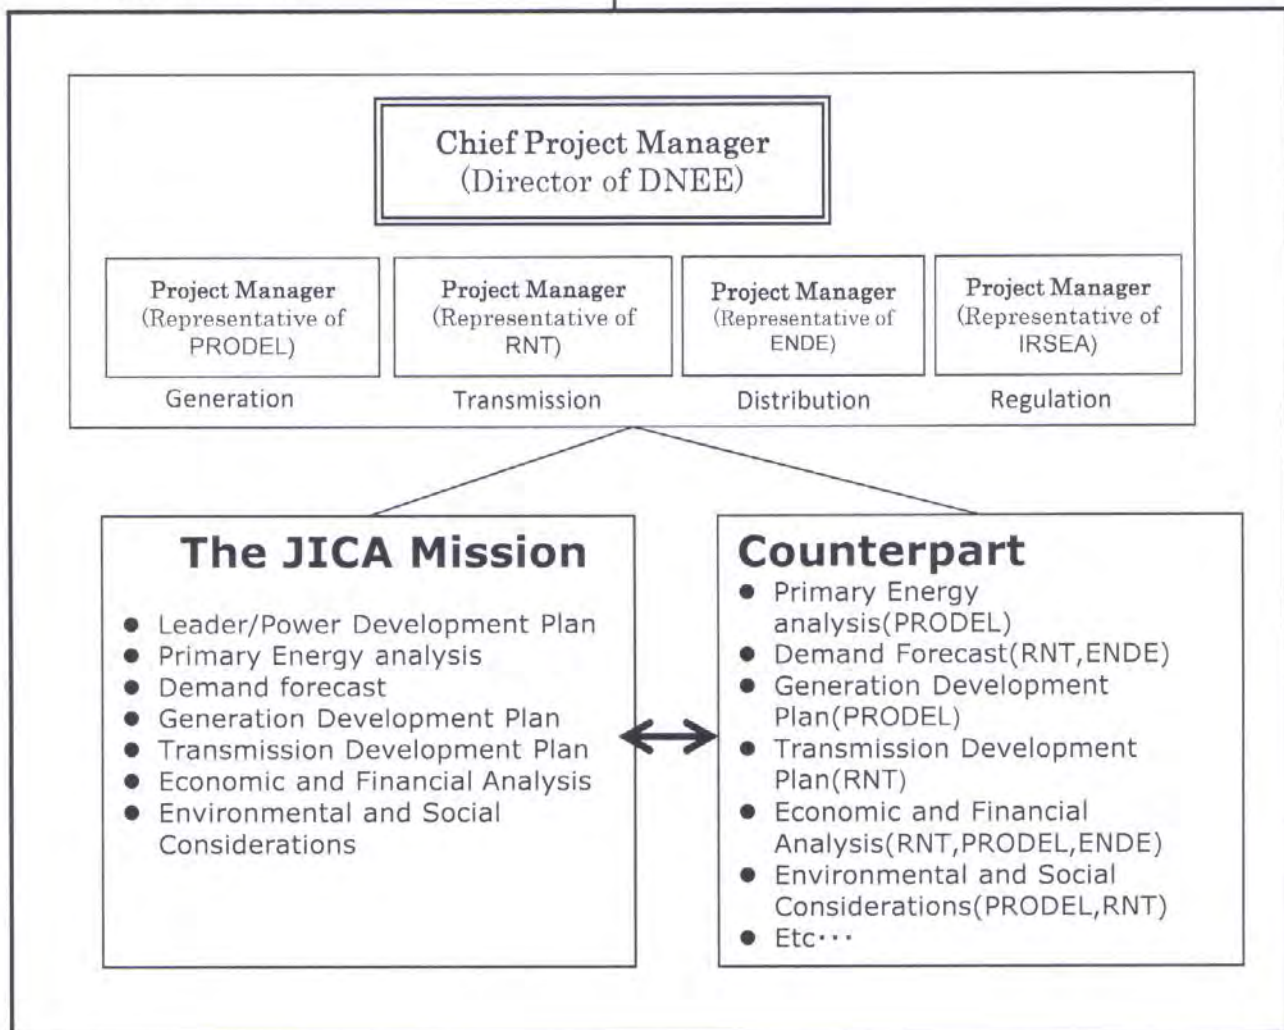 Chief Project Manager
(Director of DNEE)
Project Manager
(Representative of
PRODEL)
Project Manager
(Representative of
RNT)
Project Manager
(Representative of
ENDE)
Project Manager
(Representative of
IRSEA)
Generation
Transmission
Distribution
Regulation
The JICA Mission
● Leader/Power Development Plan
● Primary Energy analysis
● Demand forecast
● Generation Development Plan
● Transmission Development Plan
● Economic and Financial Analysis
● Environmental and Social
Considerations
Counterpart
● Primary Energy
analysis(PRODEL)
● Demand Forecast(RNT,ENDE)
● Generation Development
Plan(PRODEL)
● Transmission Development
Plan(RNT)
● Economic and Financial
Analysis(RNT,PRODEL,ENDE)
● Environmental and Social
Considerations(PRODEL,RNT)
● Etc···